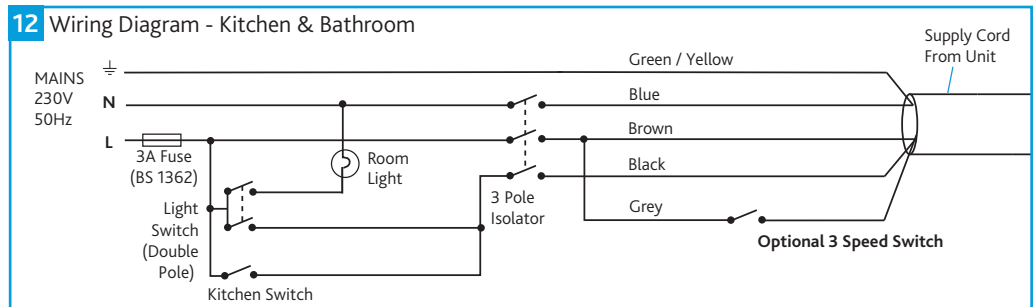 12 Wiring Diagram - Kitchen & Bathroom
Supply Cord
From Unit
MAINS
230V
50Hz
N
L
Green / Yellow
Blue
Brown
Black
Grey
3A Fuse
(BS 1362)
Room
Light
Light
Switch
(Double
Pole)
3 Pole
Isolator
Optional 3 Speed Switch
Kitchen Switch